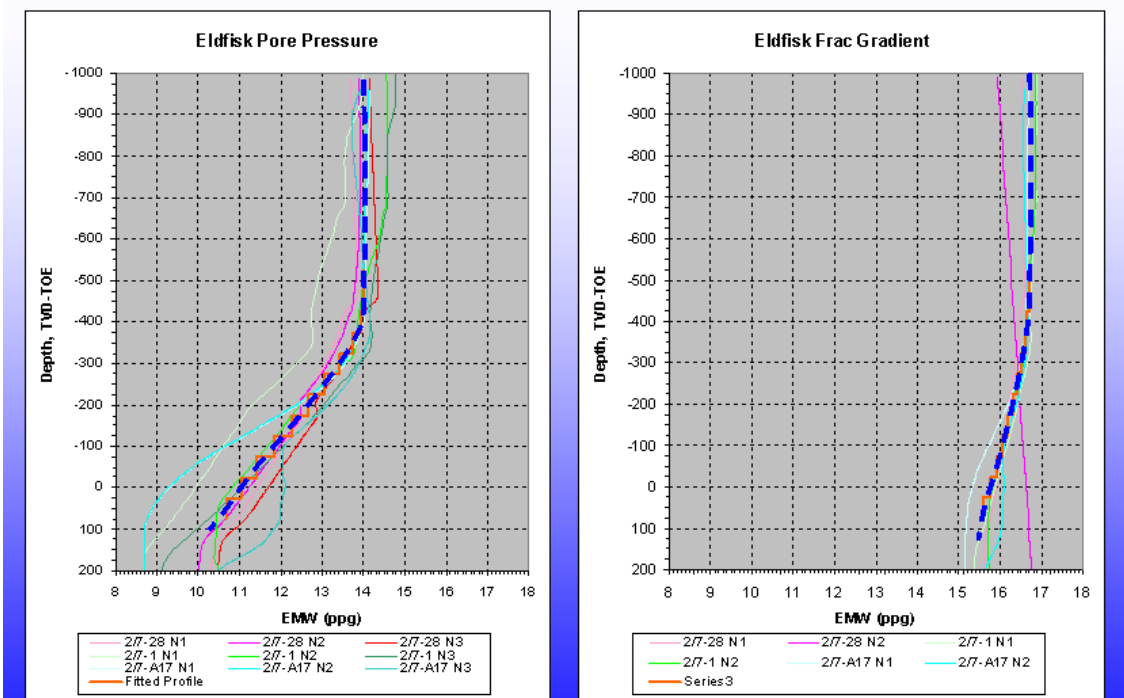 Eldfisk Pore Pressure
-1000
-900
-800
-700
-600
-500
-400
-300
-200
-100
0
100
200
Depth, TVD-TOE
8 9 10 11 12 13 14 15 16 17 18
EMW (ppg)
2/7-28 N1 2/7-28 N2 2/7-28 N3
2/7-1 N1 2/7-1 N2 2/7-1 N3
2/7-A17 N1 2/7-A17 N2 2/7-A17 N3
Fitted Profile
Eldfisk Frac Gradient
-1000
-900
-800
-700
-600
-500
-400
-300
-200
-100
0
100
200
Depth, TVD-TOE
8 9 10 11 12 13 14 15 16 17 18
EMW (ppg)
2/7-28 N1 2/7-28 N2 2/7-1 N1
2/7-1 N2 2/7-A17 N1 2/7-A17 N2
Series3